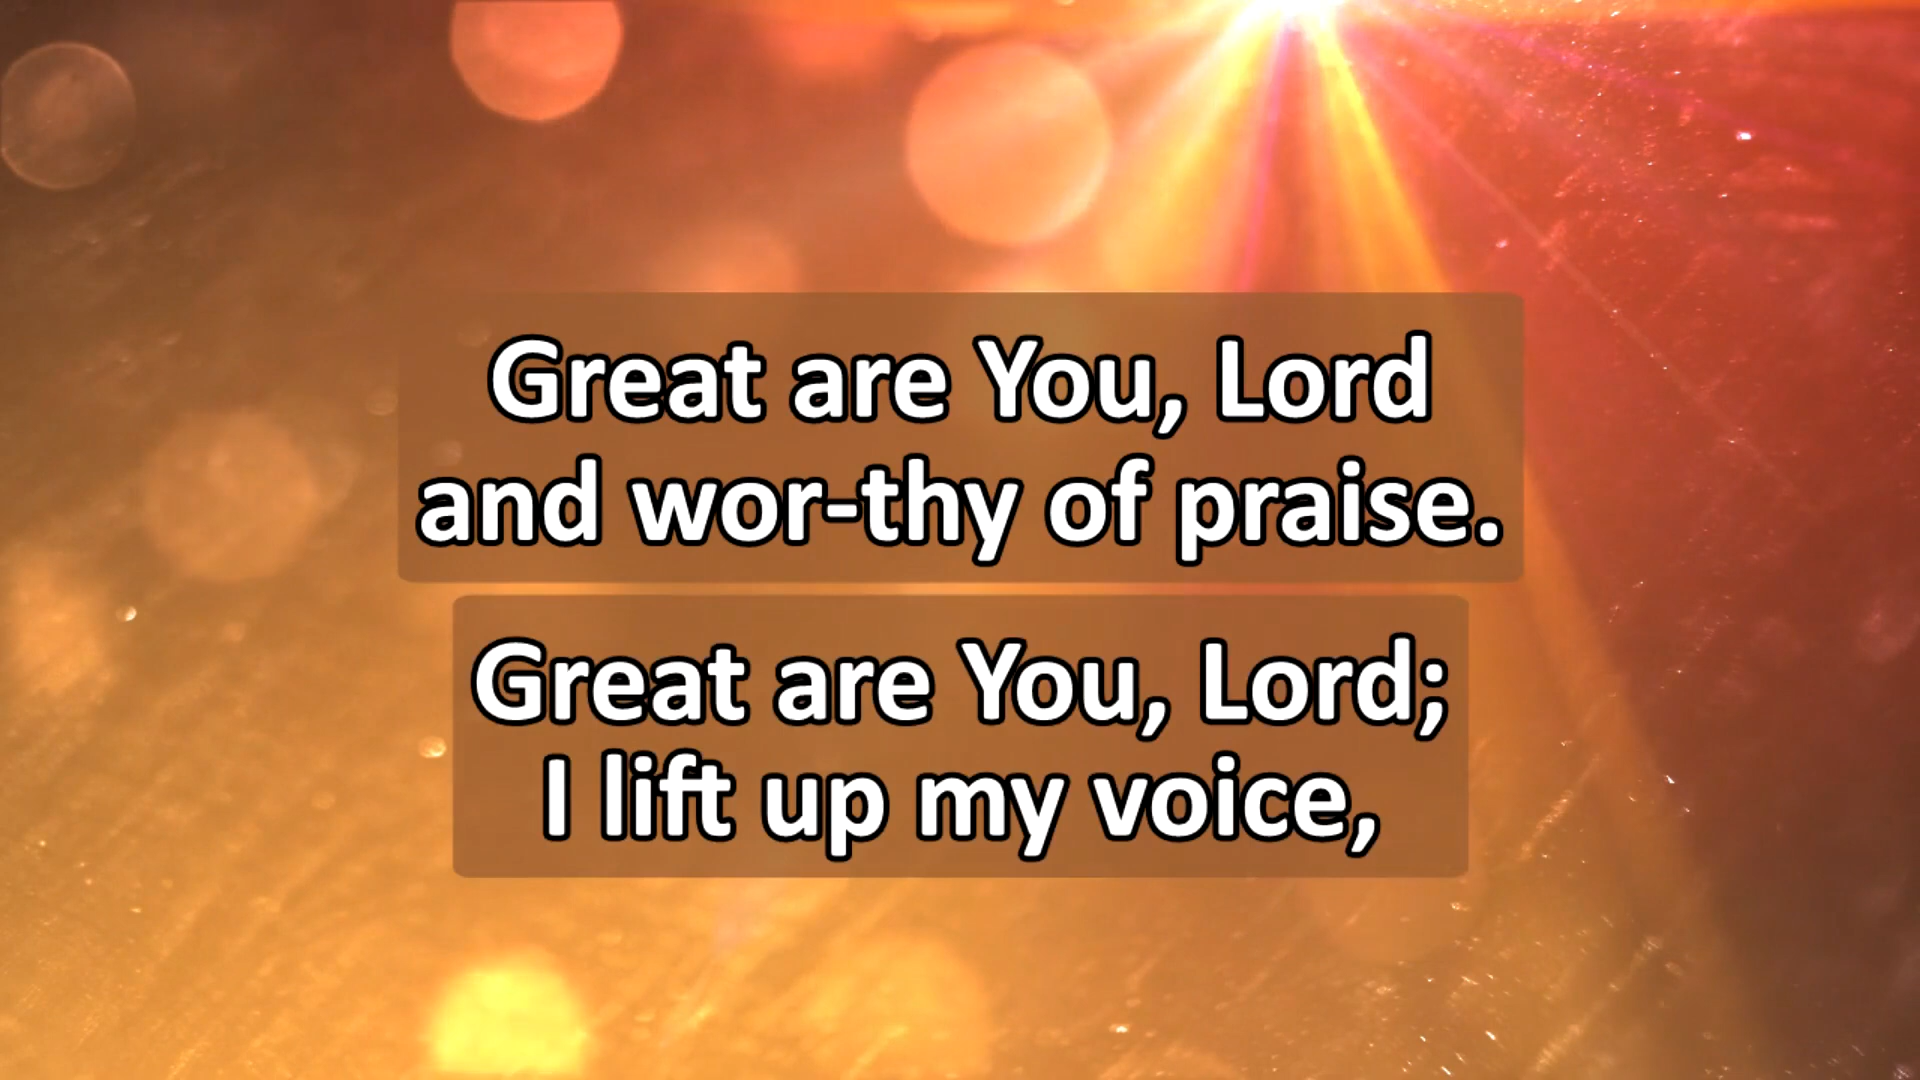 Great are You, Lord
and wor-thy of praise.
Great are You, Lord;
I lift up my voice,